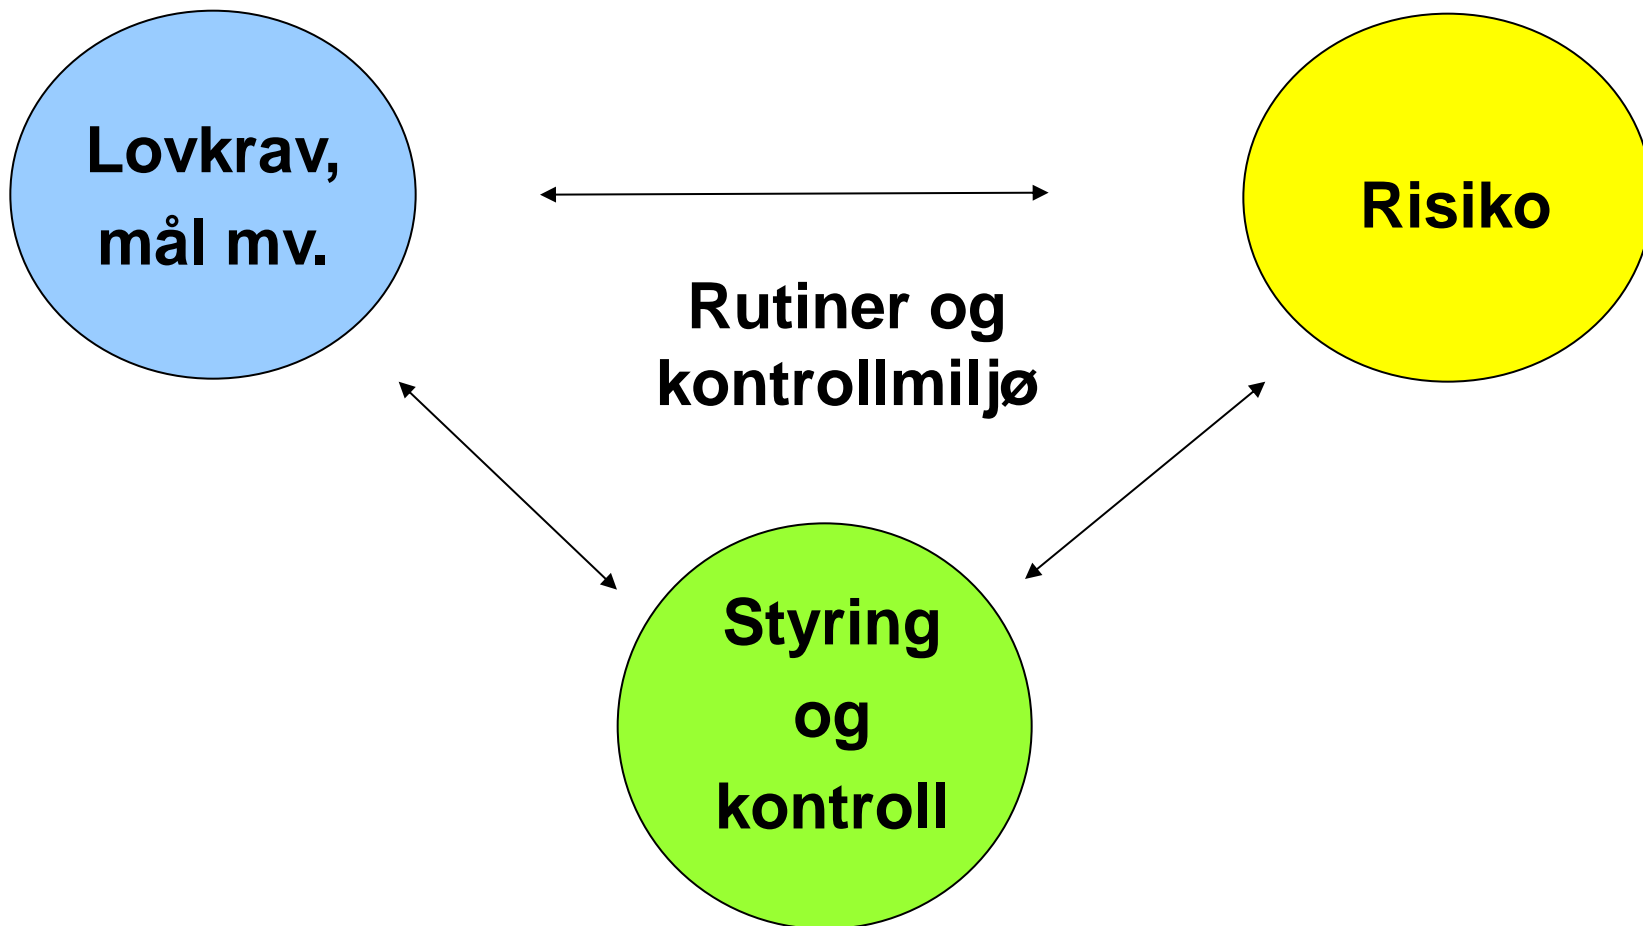 Lovkrav,
mål mv.
Risiko
Rutiner og
kontrollmiljø
Styring
og
kontroll